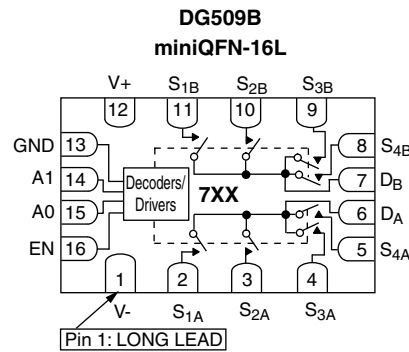 DG509B
miniQFN-16L
V+ S1B S2B S3B
12 11 10 9
GND 13 8 S4B
A1 14 Decoders/ 7 DB
Drivers 7XX
A0 15 6 DA
EN 16 5 S4A
1 2 3 4
V- S1A S2A S3A
Pin 1: LONG LEAD